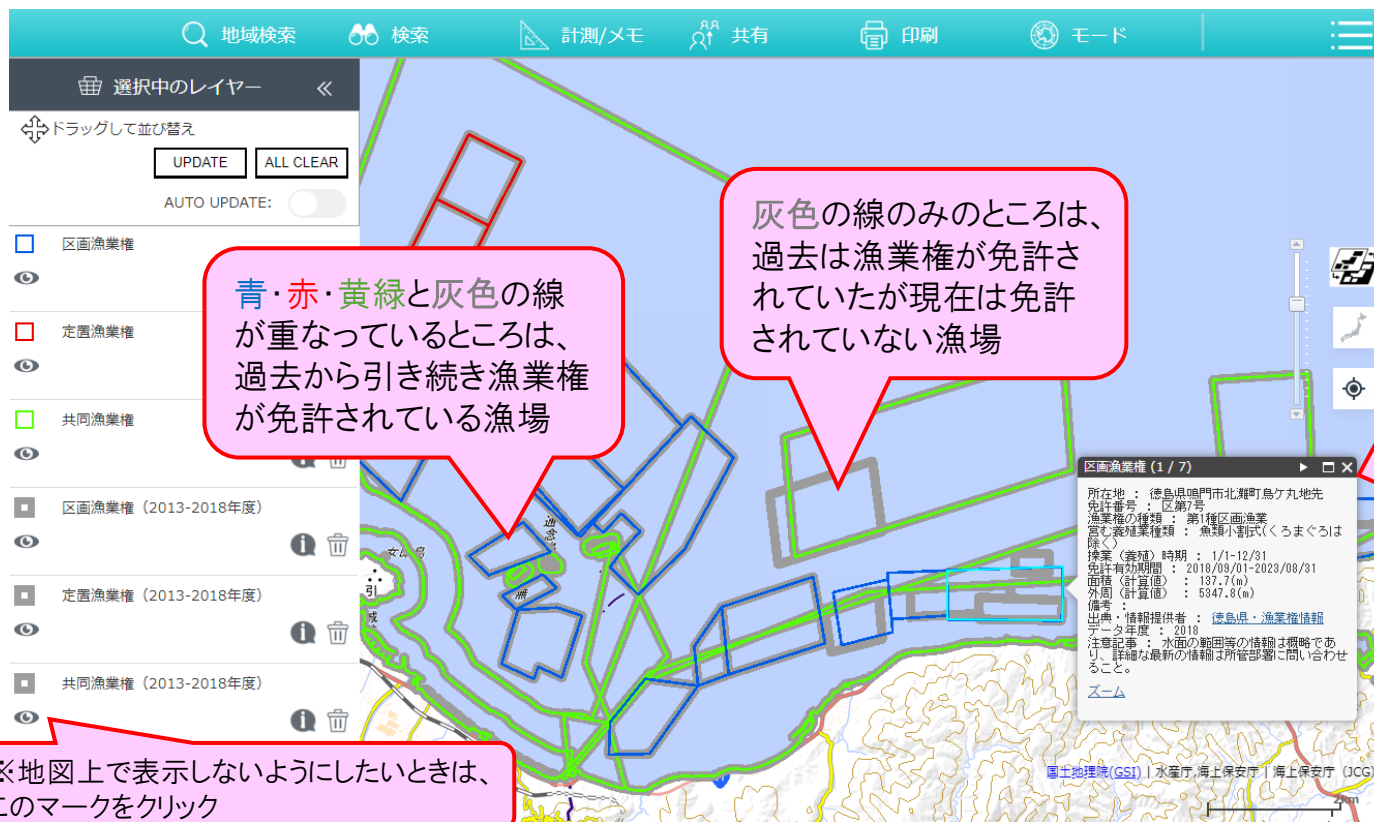 地域検索
検索
計測/メモ
共有
印刷
モード
選択中のレイヤー
ドラッグして並び替え
UPDATE
ALL CLEAR
AUTO UPDATE:
区画漁業権
定置漁業権
共同漁業権
区画漁業権（2013-2018年度）
定置漁業権（2013-2018年度）
共同漁業権（2013-2018年度）
青・赤・黄緑と灰色の線
が重なっているところは、
過去から引き続き漁業権
が免許されている漁場
灰色の線のみのところは、
過去は漁業権が免許さ
れていたが現在は免許
されていない漁場
区画漁業権 (1 / 7)
所在地 ： 徳島県鳴門市北灘町鳥ケ丸地先
免許番号 ： 区第7号
漁業権の種類 ： 第1種区画漁業
営む養殖業種類 ： 魚類小割式(くろまぐろは
除く)
操業（養殖）時期 ： 1/1-12/31
免許有効期間 ： 2018/09/01-2023/08/31
面積（計算値） ： 137.7(m)
外周（計算値） ： 5347.8(m)
備考 ：
出典・情報提供者 ： 徳島県・漁業権情報
データ年度 ： 2018
注意記事 ： 水面の範囲等の情報は概略であ
り、詳細な最新の情報は所管部署に問い合わせ
ること。
ズーム
※地図上で表示しないようにしたいときは、
このマークをクリック
国土地理院(GSI) | 水産庁,海上保安庁 | 海上保安庁 (JCG)
2km